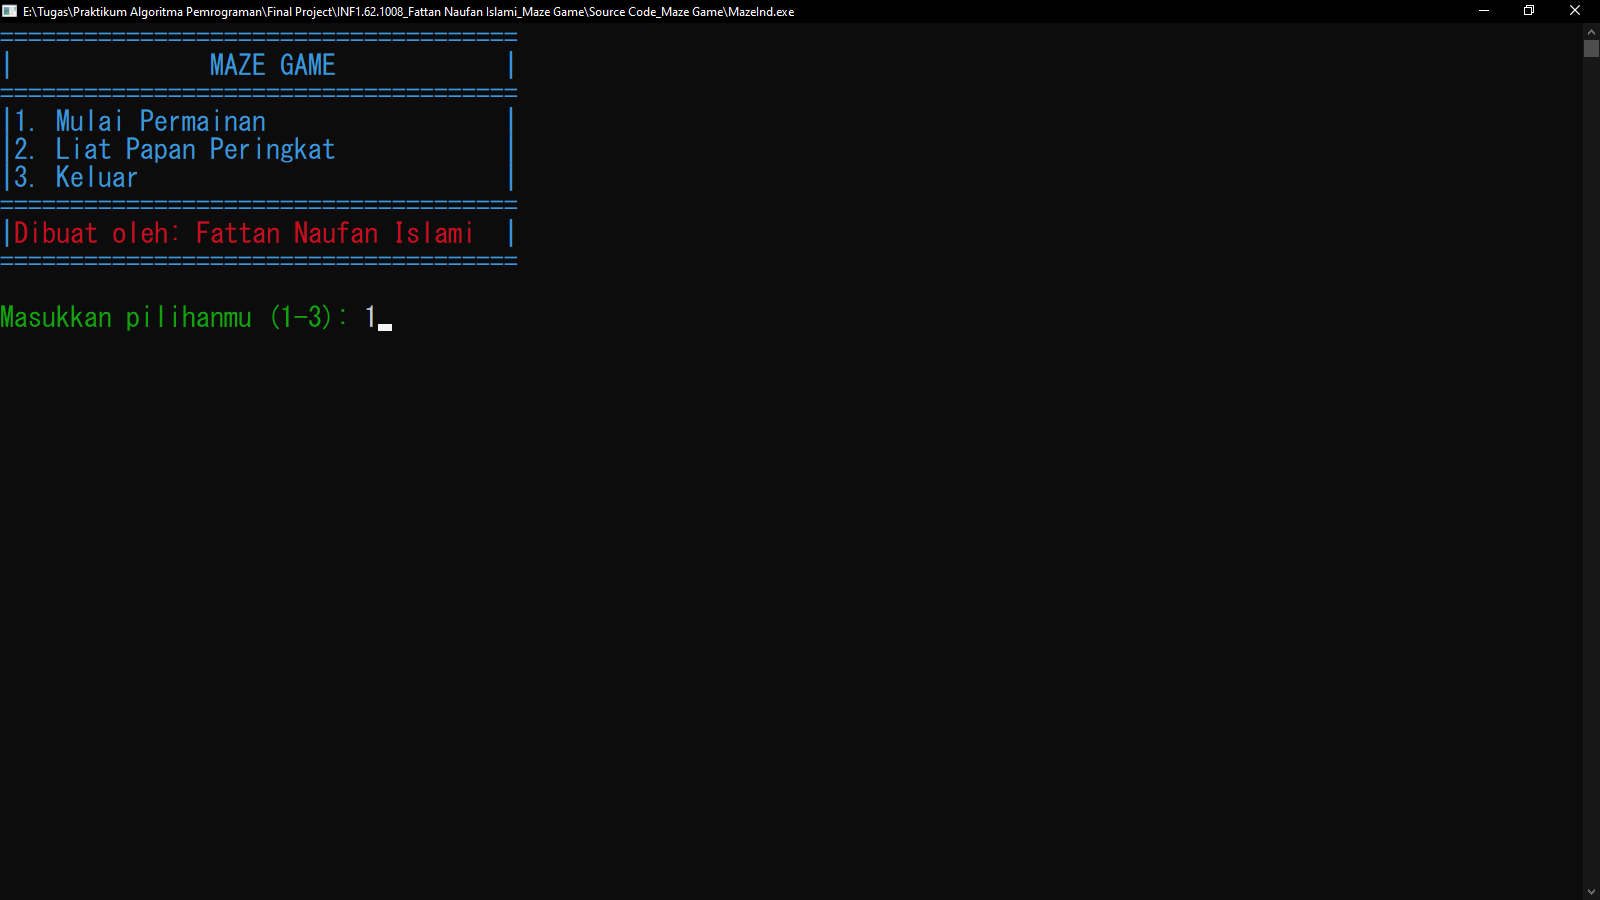 E:\Tugas\Praktikum Algoritma Pemrograman\Final Project\INF1.62.1008_Fattan Naufan Islami_Maze Game\Source Code_Maze Game\MazeInd.exe
=====================================
|              MAZE GAME            |
=====================================
|1. Mulai Permainan                 |
|2. Liat Papan Peringkat            |
|3. Keluar                          |
=====================================
|Dibuat oleh: Fattan Naufan Islami  |
=====================================
Masukkan pilihanmu (1-3): 1